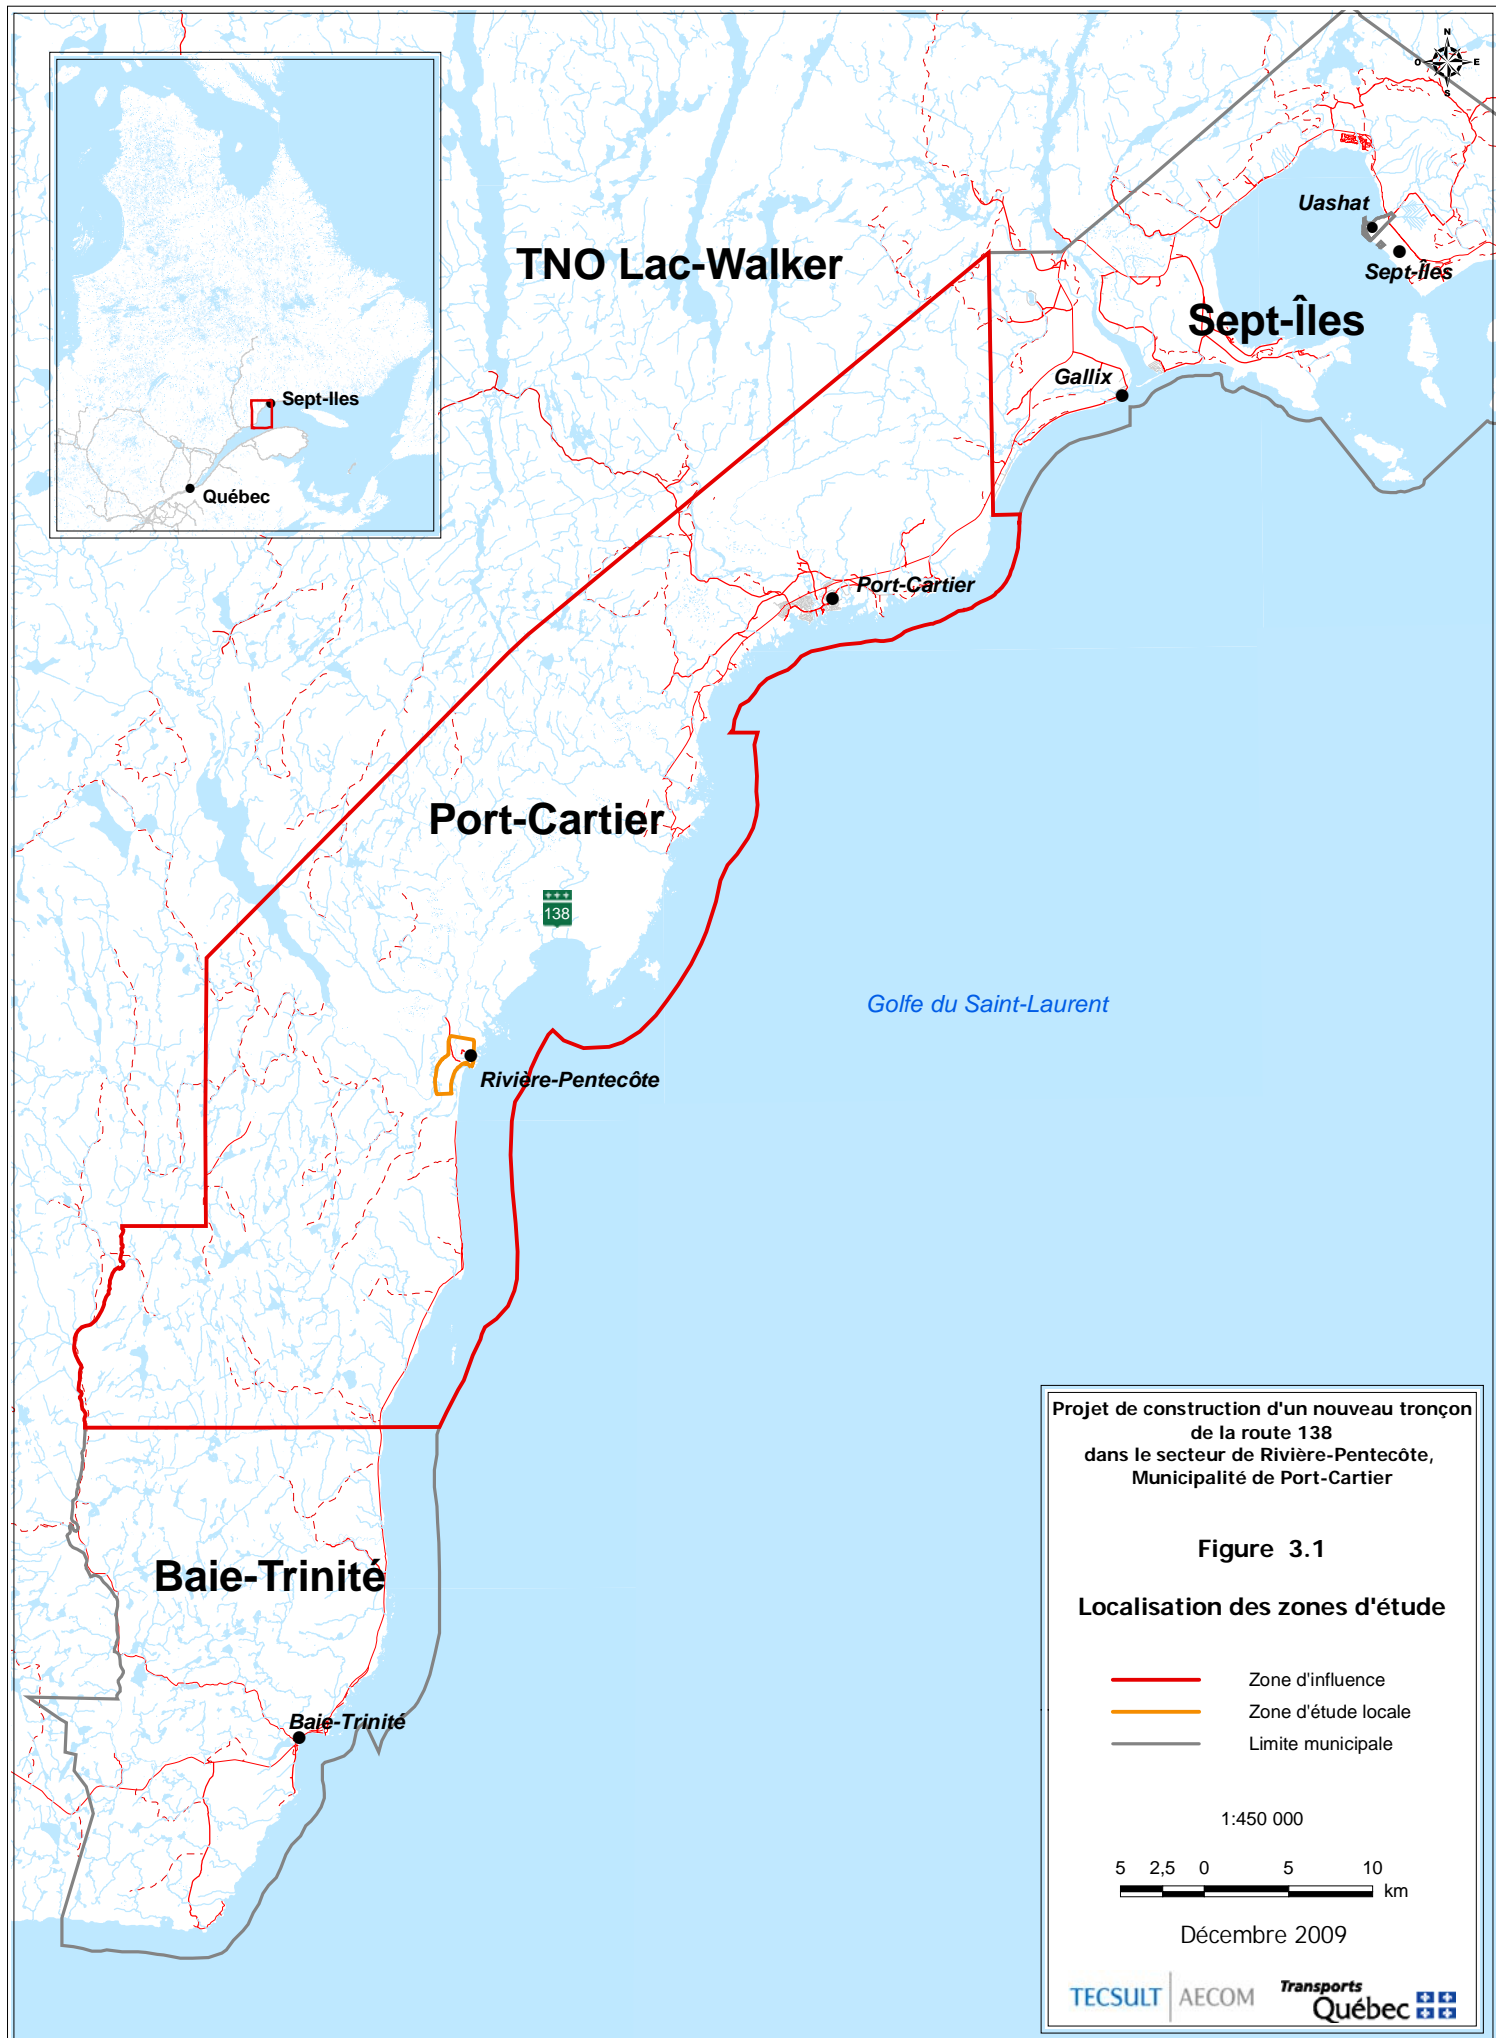 N
O
E
S
Uashat
Sept-Îles
TNO Lac-Walker
Sept-Îles
Gallix
Sept-Iles
Québec
Port-Cartier
Port-Cartier
138
Golfe du Saint-Laurent
Rivière-Pentecôte
Baie-Trinité
Baie-Trinité
Projet de construction d'un nouveau tronçon
de la route 138
dans le secteur de Rivière-Pentecôte,
Municipalité de Port-Cartier
Figure 3.1
Localisation des zones d'étude
Zone d'influence
Zone d'étude locale
Limite municipale
1:450 000
5 2,5 0 5 10
km
Décembre 2009
TECSULT AECOM
Transports
Québec